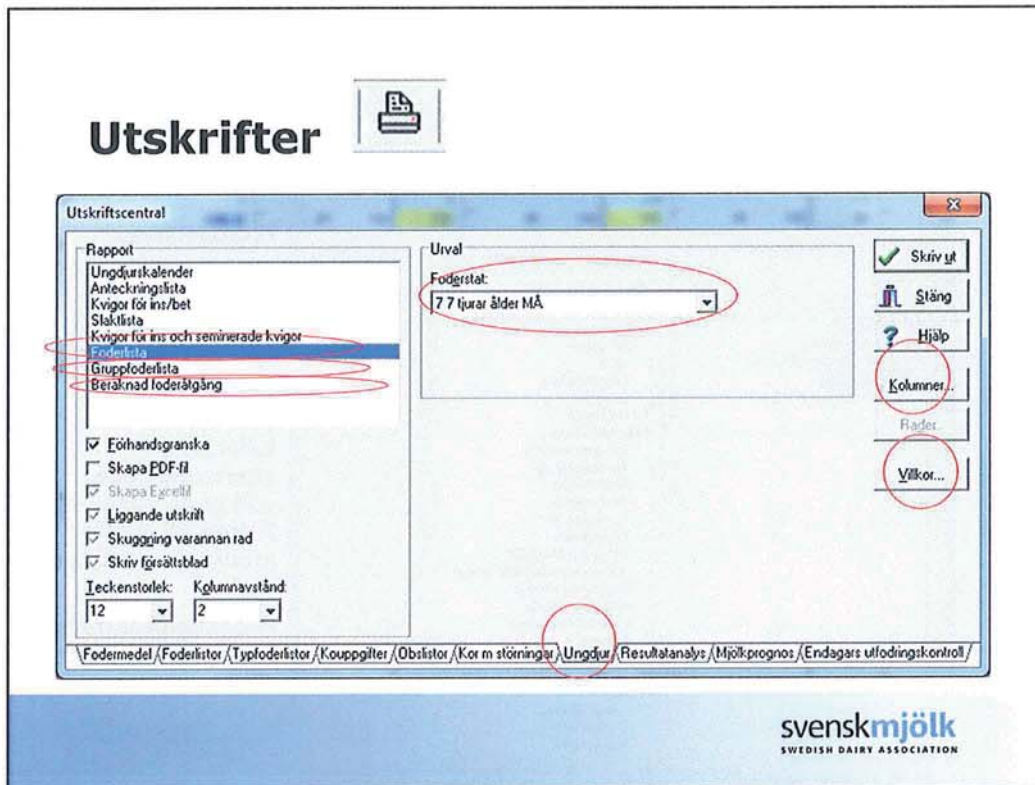 Utskrifter
Utskriftscentral
Rapport
Ungdjurskalender
Anteckningslista
Kvigor för ins/bet
Slaktlista
Kvigor för ins och seminerade kvigor
Foderlista
Gruppfoderlista
Beräknad foderåtgång
Förhandsgranska
Skapa PDF-fil
Skapa Excelfil
Liggande utskrift
Skuggning varannan rad
Skriv försättsblad
Teckenstorlek: Kolumnavstånd:
12 2
Urval
Foderstat:
7 7 tjurar ålder MÅ
Skriv ut
Stäng
Hjälp
Kolumner...
Rader...
Villkor...
Fodermedel Foderlistor Typfoderlistor Kouppgifter Obslistor Kor m störningar Ungdjur Resultatanalys Mjölkprognos Endagars utfodringskontroll
svenskmjölk
SWEDISH DAIRY ASSOCIATION